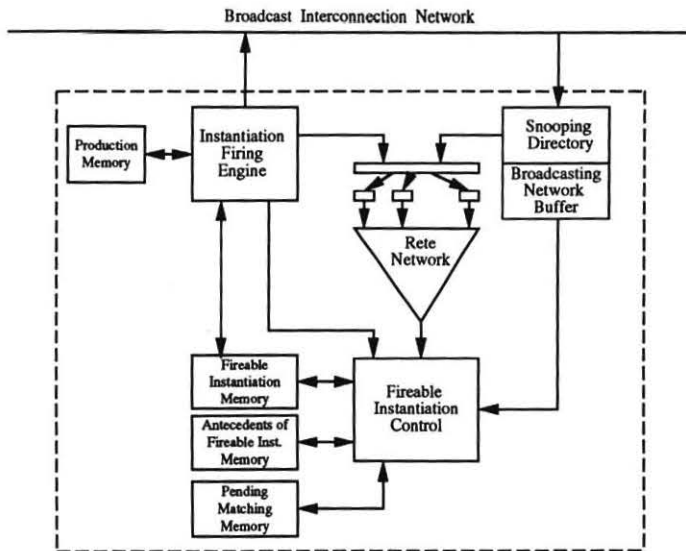 Broadcast Interconnection Network
Production
Memory
Instantiation
Firing
Engine
Snooping
Directory
Broadcasting
Network
Buffer
Rete
Network
Fireable
Instantiation
Memory
Antecedents of
Fireable Inst.
Memory
Pending
Matching
Memory
Fireable
Instantiation
Control